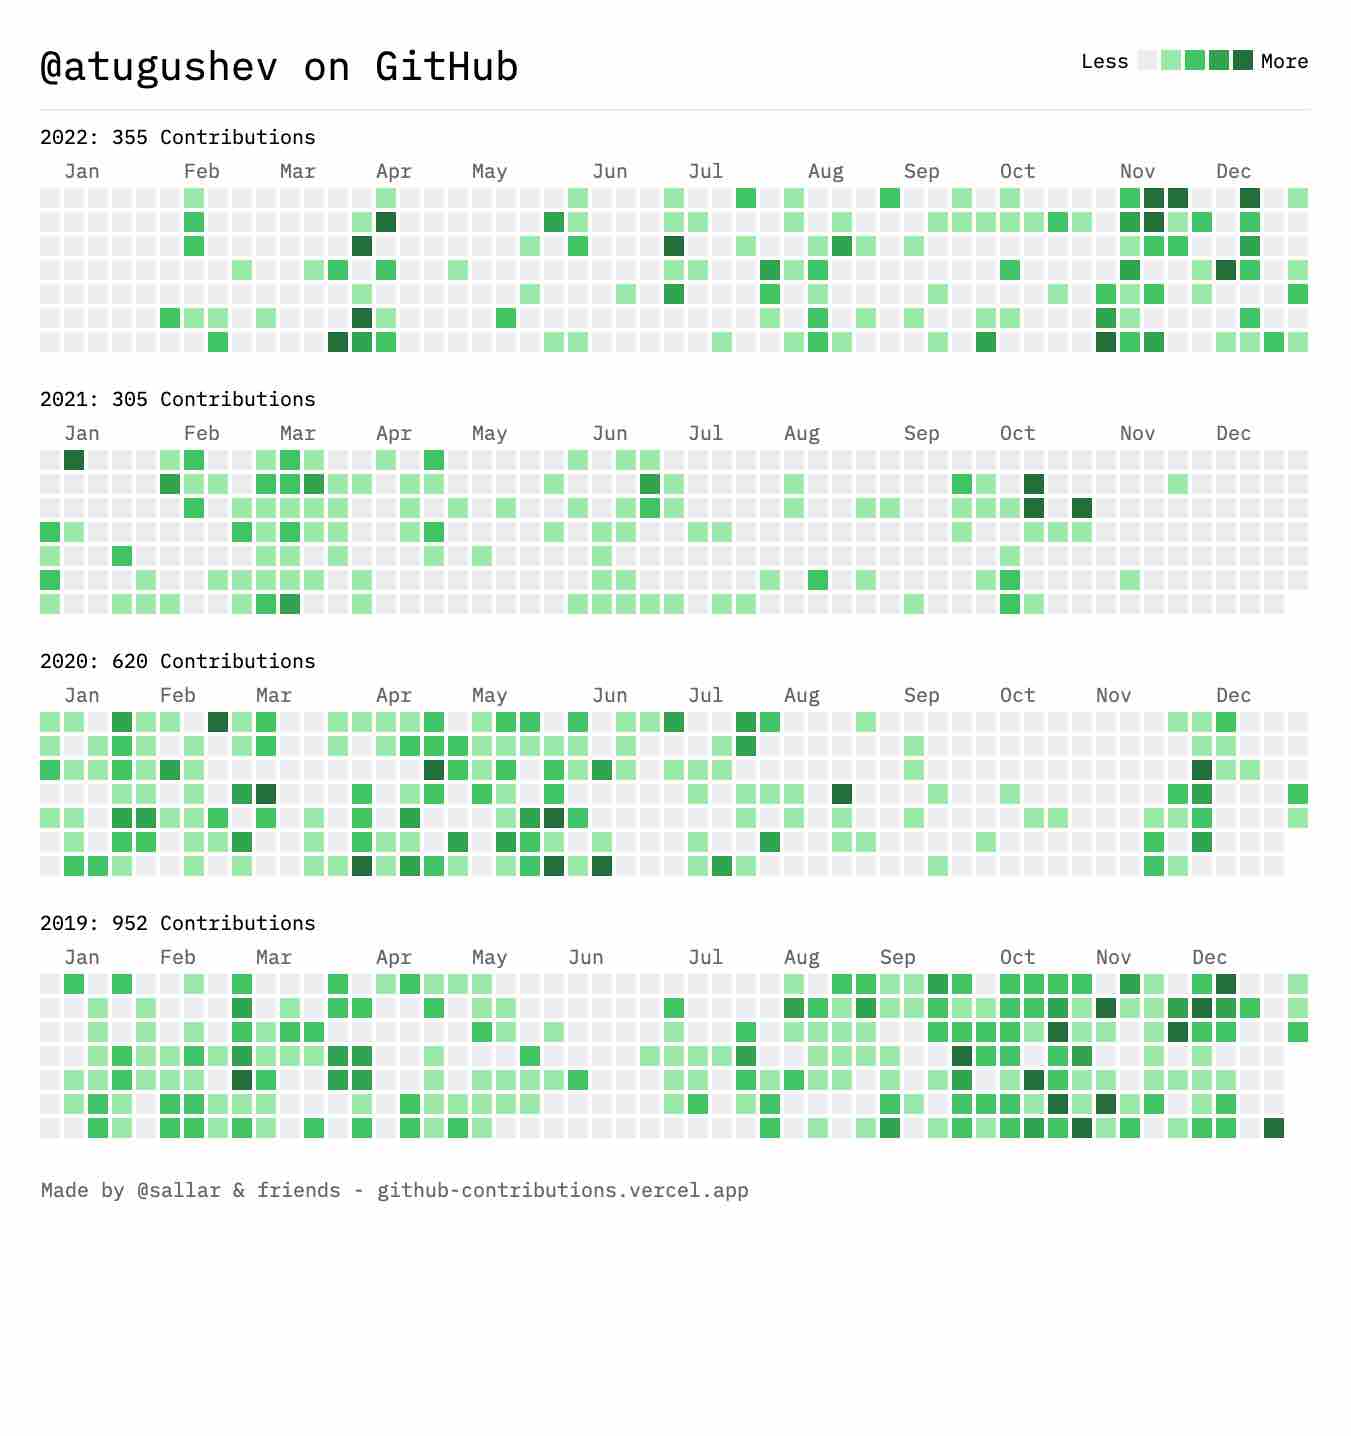 @atugushev on GitHub
Less More
2022: 355 Contributions
Jan Feb Mar Apr May Jun Jul Aug Sep Oct Nov Dec
2021: 305 Contributions
Jan Feb Mar Apr May Jun Jul Aug Sep Oct Nov Dec
2020: 620 Contributions
Jan Feb Mar Apr May Jun Jul Aug Sep Oct Nov Dec
2019: 952 Contributions
Jan Feb Mar Apr May Jun Jul Aug Sep Oct Nov Dec
Made by @sallar & friends - github-contributions.vercel.app